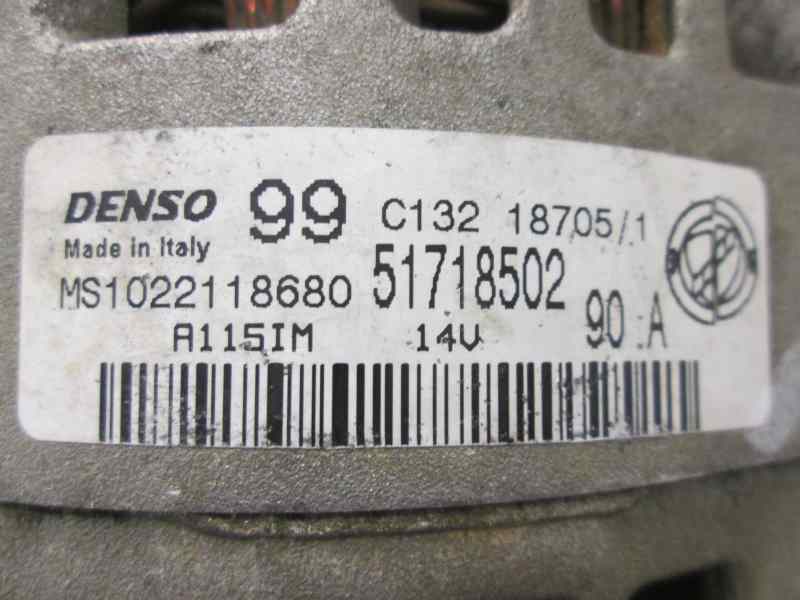 DENSO 99 C132 18705/1
Made in Italy
MS1022118680 51718502
A115IM 14V 90 A